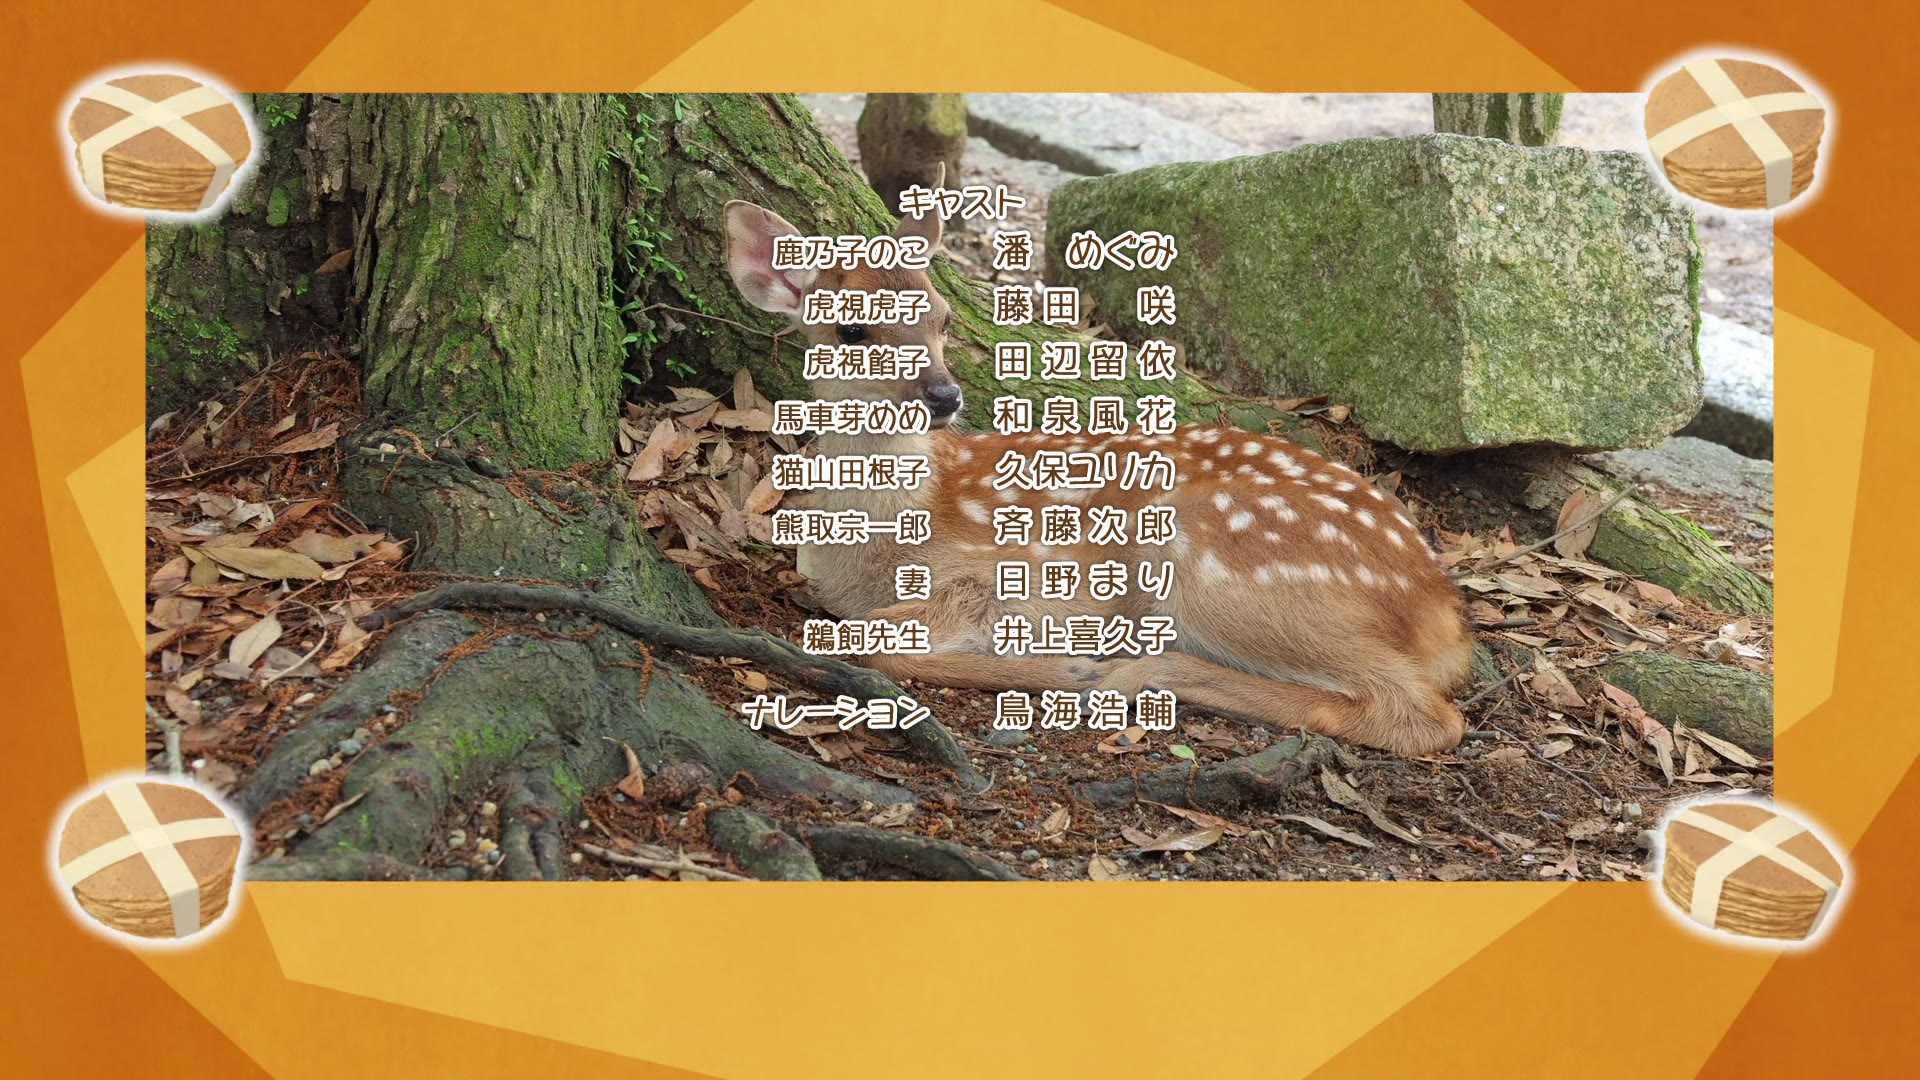 キャスト
鹿乃子のこ 潘 めぐみ
虎視虎子 藤田 咲
虎視餡子 田辺留依
馬車芽めめ 和泉風花
猫山田根子 久保ユリカ
熊取宗一郎 斉藤次郎
妻 日野まり
鵜飼先生 井上喜久子
ナレーション 鳥海浩輔